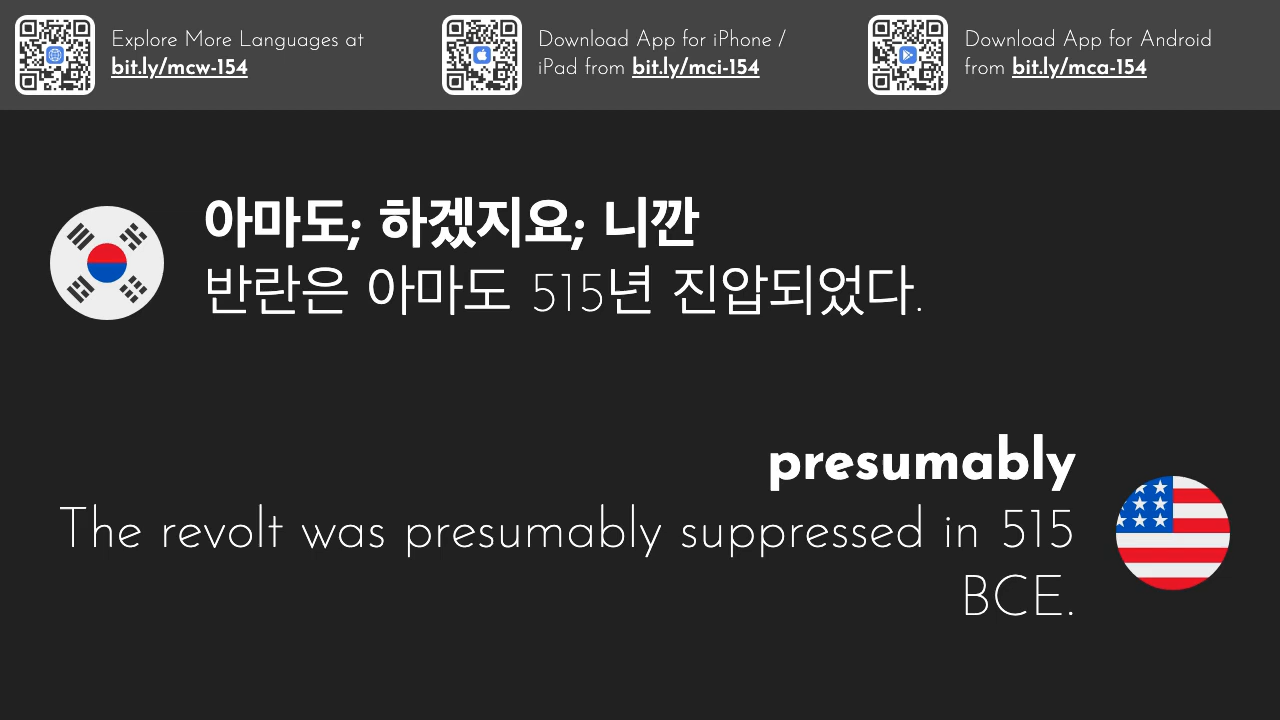 Explore More Languages at
bit.ly/mcw-154
Download App for iPhone /
iPad from bit.ly/mci-154
Download App for Android
from bit.ly/mca-154
아마도; 하겠지요; 니깐
반란은 아마도 515년 진압되었다.
presumably
The revolt was presumably suppressed in 515
BCE.